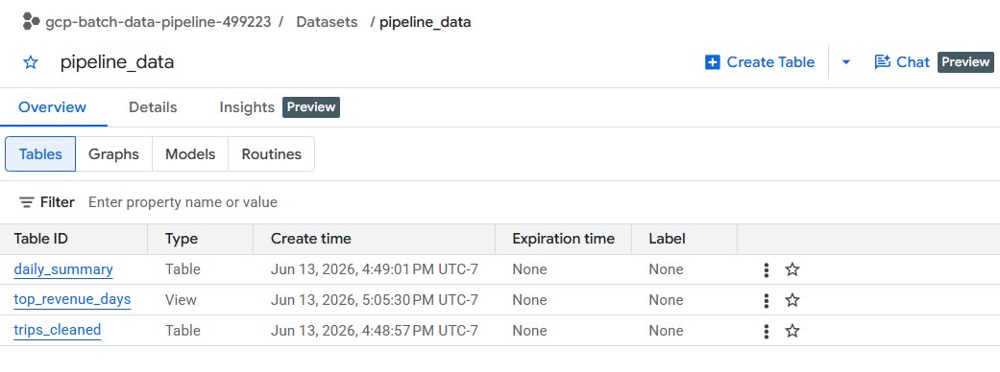 gcp-batch-data-pipeline-499223 / Datasets / pipeline_data
pipeline_data Create Table Chat Preview
Overview Details Insights Preview
Tables Graphs Models Routines
Filter Enter property name or value
Table ID Type Create time Expiration time Label
daily_summary Table Jun 13, 2026, 4:49:01 PM UTC-7 None None
top_revenue_days View Jun 13, 2026, 5:05:30 PM UTC-7 None None
trips_cleaned Table Jun 13, 2026, 4:48:57 PM UTC-7 None None